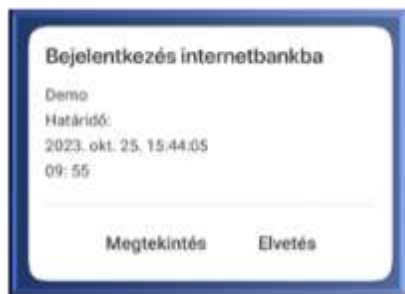 Bejelentkezés internetbankba
Demo
Határidő:
2023. okt. 25. 15:44:05
09: 55
Megtekintés Elvetés